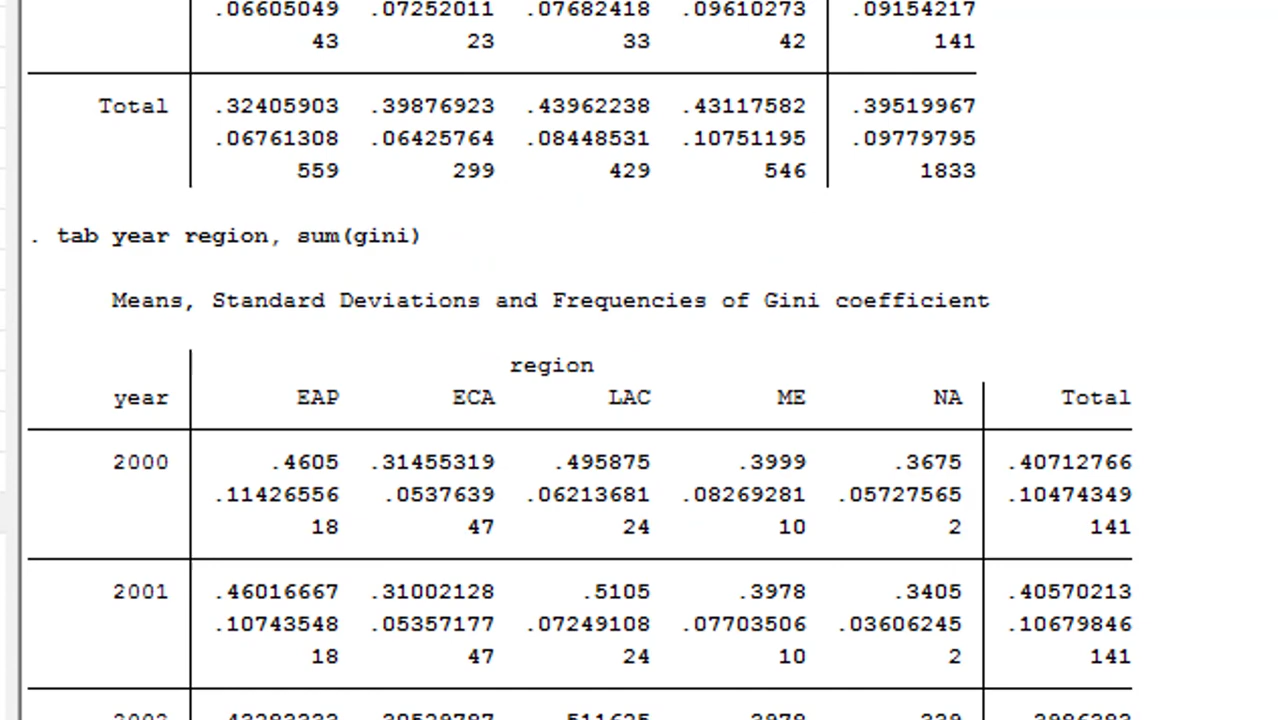 .06605049 .07252011 .07682418 .09610273 .09154217
43 23 33 42 141
Total .32405903 .39876923 .43962238 .43117582 .39519967
.06761308 .06425764 .08448531 .10751195 .09779795
559 299 429 546 1833
. tab year region, sum(gini)
Means, Standard Deviations and Frequencies of Gini coefficient
region
year EAP ECA LAC ME NA Total
2000 .4605 .31455319 .495875 .3999 .3675 .40712766
.11426556 .0537639 .06213681 .08269281 .05727565 .10474349
18 47 24 10 2 141
2001 .46016667 .31002128 .5105 .3978 .3405 .40570213
.10743548 .05357177 .07249108 .07703506 .03606245 .10679846
18 47 24 10 2 141